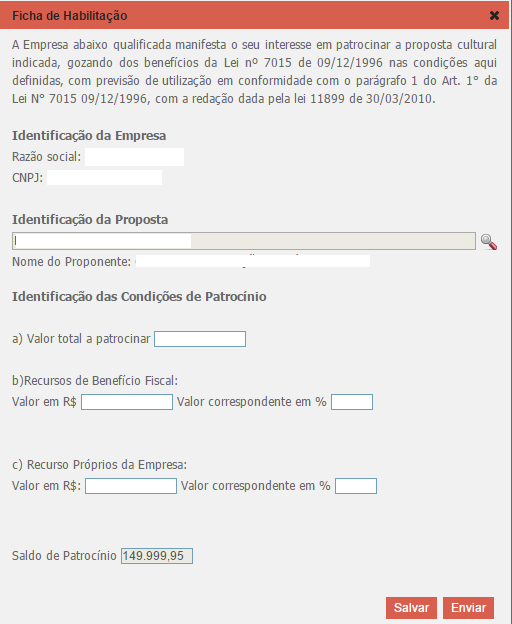 Ficha de Habilitação
A Empresa abaixo qualificada manifesta o seu interesse em patrocinar a proposta cultural
indicada, gozando dos benefícios da Lei nº 7015 de 09/12/1996 nas condições aqui
definidas, com previsão de utilização em conformidade com o parágrafo 1 do Art. 1° da
Lei N° 7015 09/12/1996, com a redação dada pela lei 11899 de 30/03/2010.
Identificação da Empresa
Razão social:
CNPJ:
Identificação da Proposta
Nome do Proponente:
Identificação das Condições de Patrocínio
a) Valor total a patrocinar
b)Recursos de Benefício Fiscal:
Valor em R$ Valor correspondente em %
c) Recurso Próprios da Empresa:
Valor em R$: Valor correspondente em %
Saldo de Patrocínio 149.999,95
Salvar Enviar